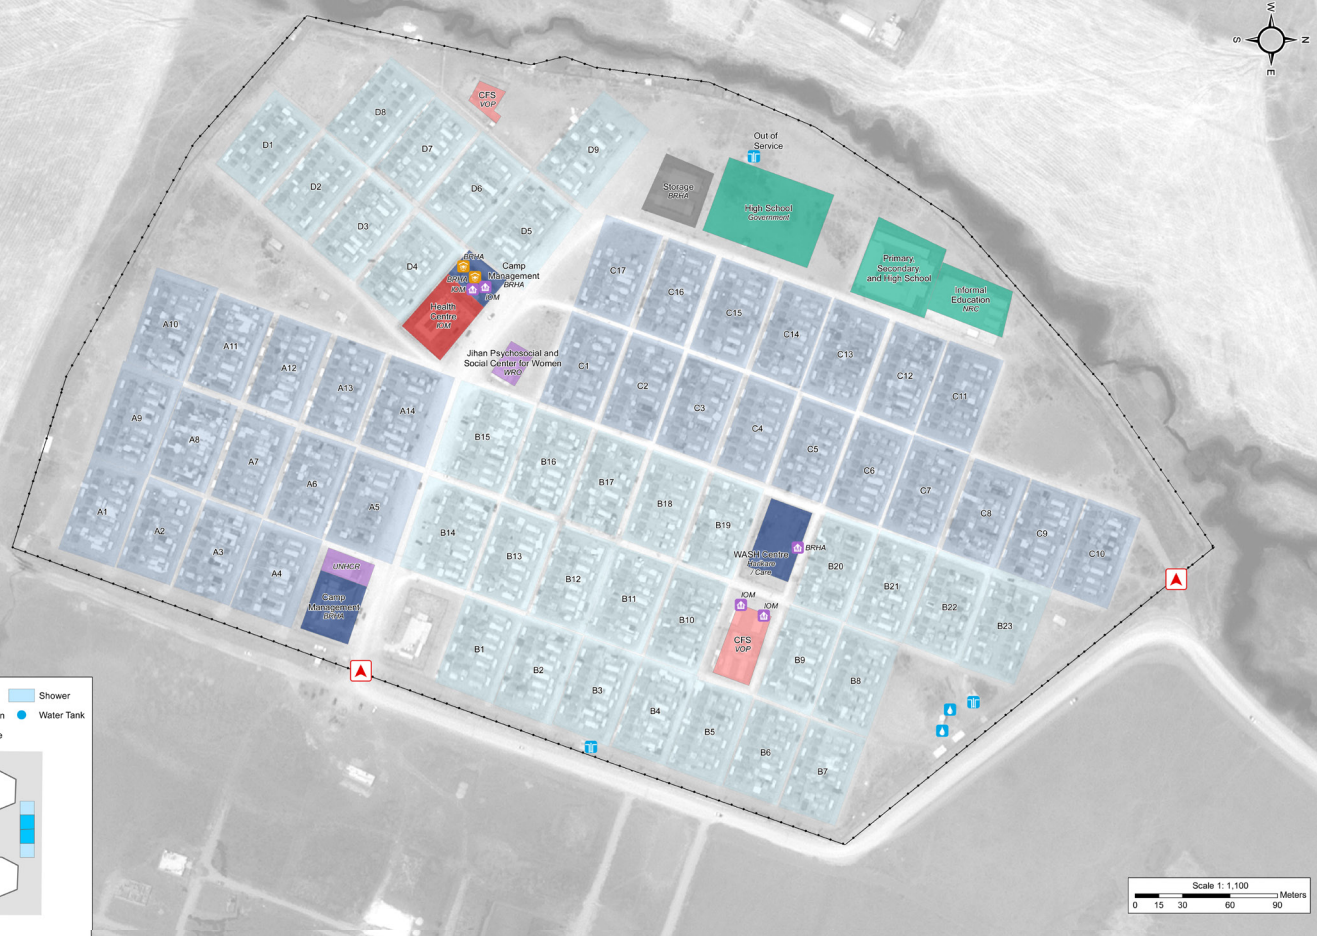 W
S
N
E
D8
CFS
VOP
D1
D7
D9
Out of
Service
D2
D6
Storage
BRHA
High School
Government
D3
D5
D4
BRHA
Camp
Management
BRHA
BRHA
IOM
IOM
Health
Centre
IOM
Primary,
Secondary
and High School
Informal
Education
NRC
C17
C16
C15
C14
C13
C12
C11
Jihan Psychosocial and
Social Center for Women
WRO
C1
C2
C3
C4
C5
C6
C7
C8
C9
C10
A10
A11
A12
A13
A14
A9
A8
A7
A6
A5
A1
A2
A3
A4
UNHCR
Camp
Management
BRHA
B15
B16
B17
B18
B19
WASH Centre
Harikare
/ Care
BRHA
B20
B21
B22
B23
B14
B13
B12
B11
B10
IOM
IOM
CFS
VOP
B9
B8
B1
B2
B3
B4
B5
B6
B7
Shower
n
Water Tank
e
Scale 1: 1,100
Meters
0 15 30 60 90